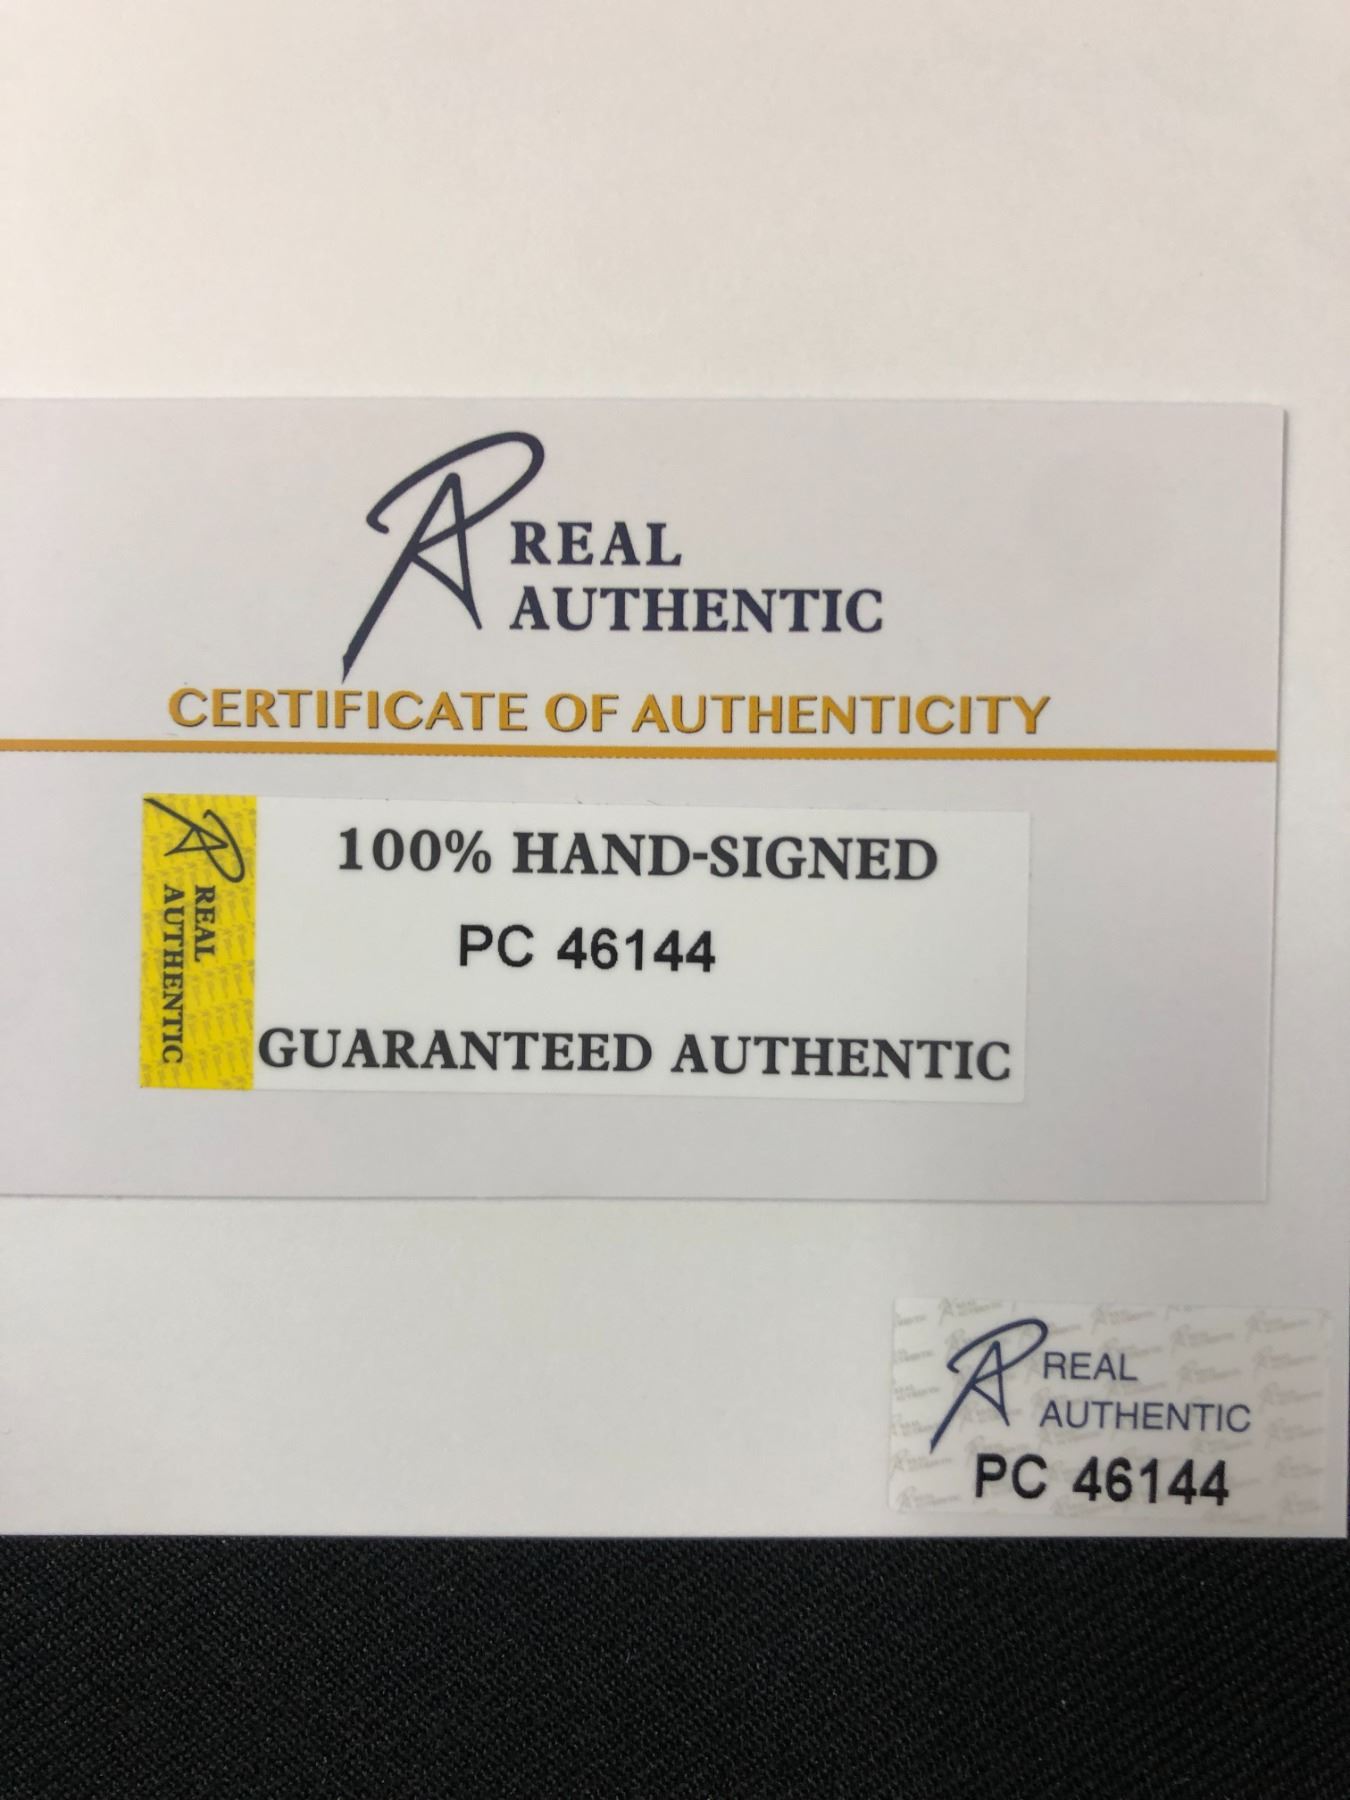 REAL
AUTHENTIC
CERTIFICATE OF AUTHENTICITY
REAL
AUTHENTIC
100% HAND-SIGNED
PC 46144
GUARANTEED AUTHENTIC
REAL
AUTHENTIC
PC 46144